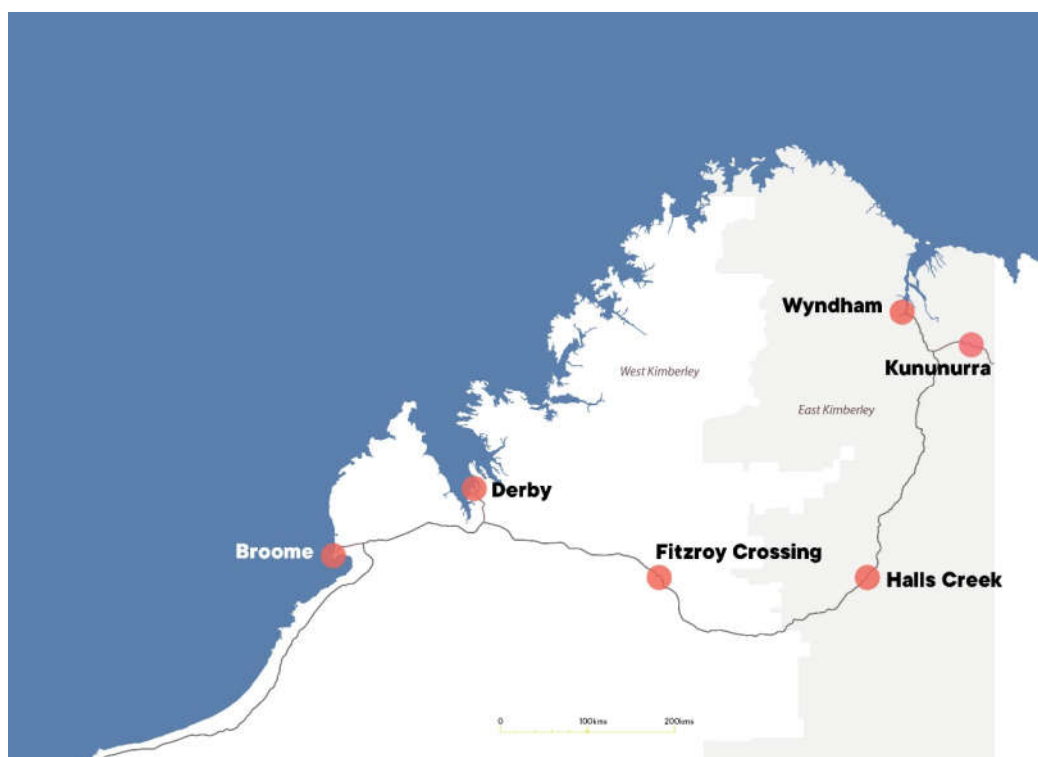 Wyndham
Kununurra
West Kimberley
East Kimberley
Derby
Broome
Fitzroy Crossing
Halls Creek
0 100kms 200kms